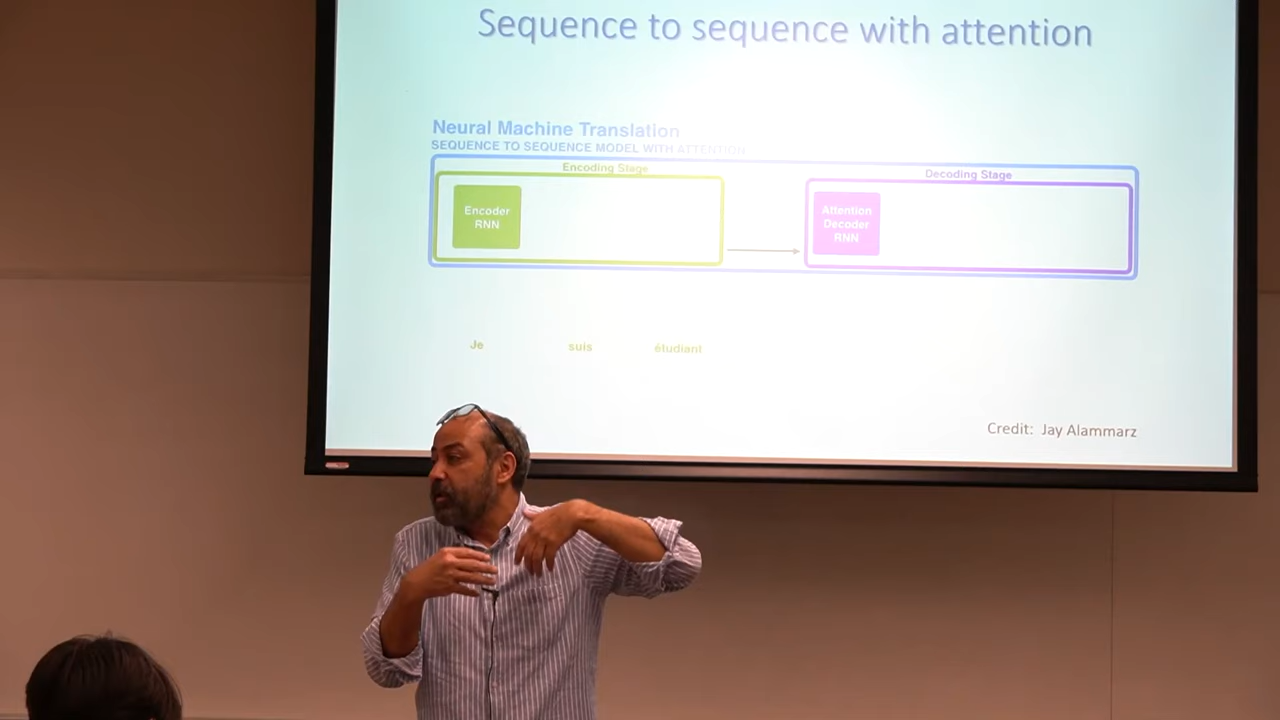 Sequence to sequence with attention
Neural Machine Translation
SEQUENCE TO SEQUENCE MODEL WITH ATTENTION
Encoding Stage
Decoding Stage
Encoder
RNN
Attention
Decoder
RNN
Je suis étudiant
Credit: Jay Alammarz